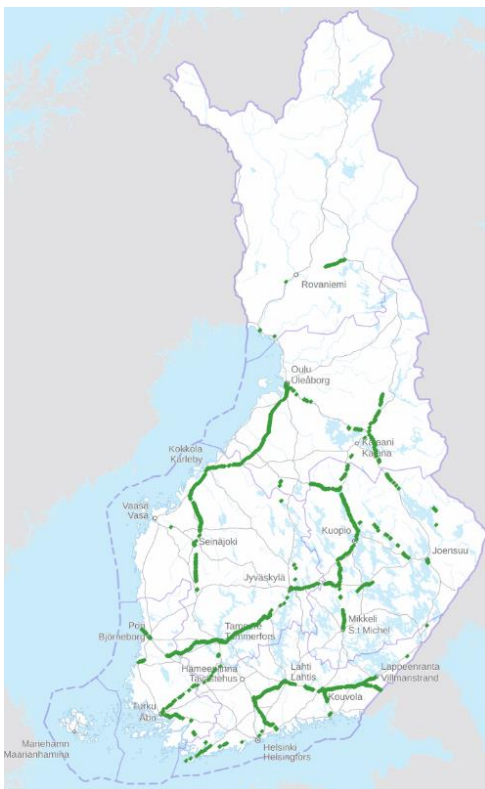 Rovaniemi
Oulu
Uleåborg
Kajaani
Kajana
Kokkola
Karleby
Vaasa
Vasa
Seinäjoki
Kuopio
Joensuu
Jyväskylä
Pori
Björneborg
Tampere
Tammerfors
Mikkeli
S:t Michel
Hämeenlinna
Tavastehus
Lahti
Lahtis
Lappeenranta
Villmanstrand
Kouvola
Turku
Åbo
Mariehamn
Maarianhamina
Helsinki
Helsingfors